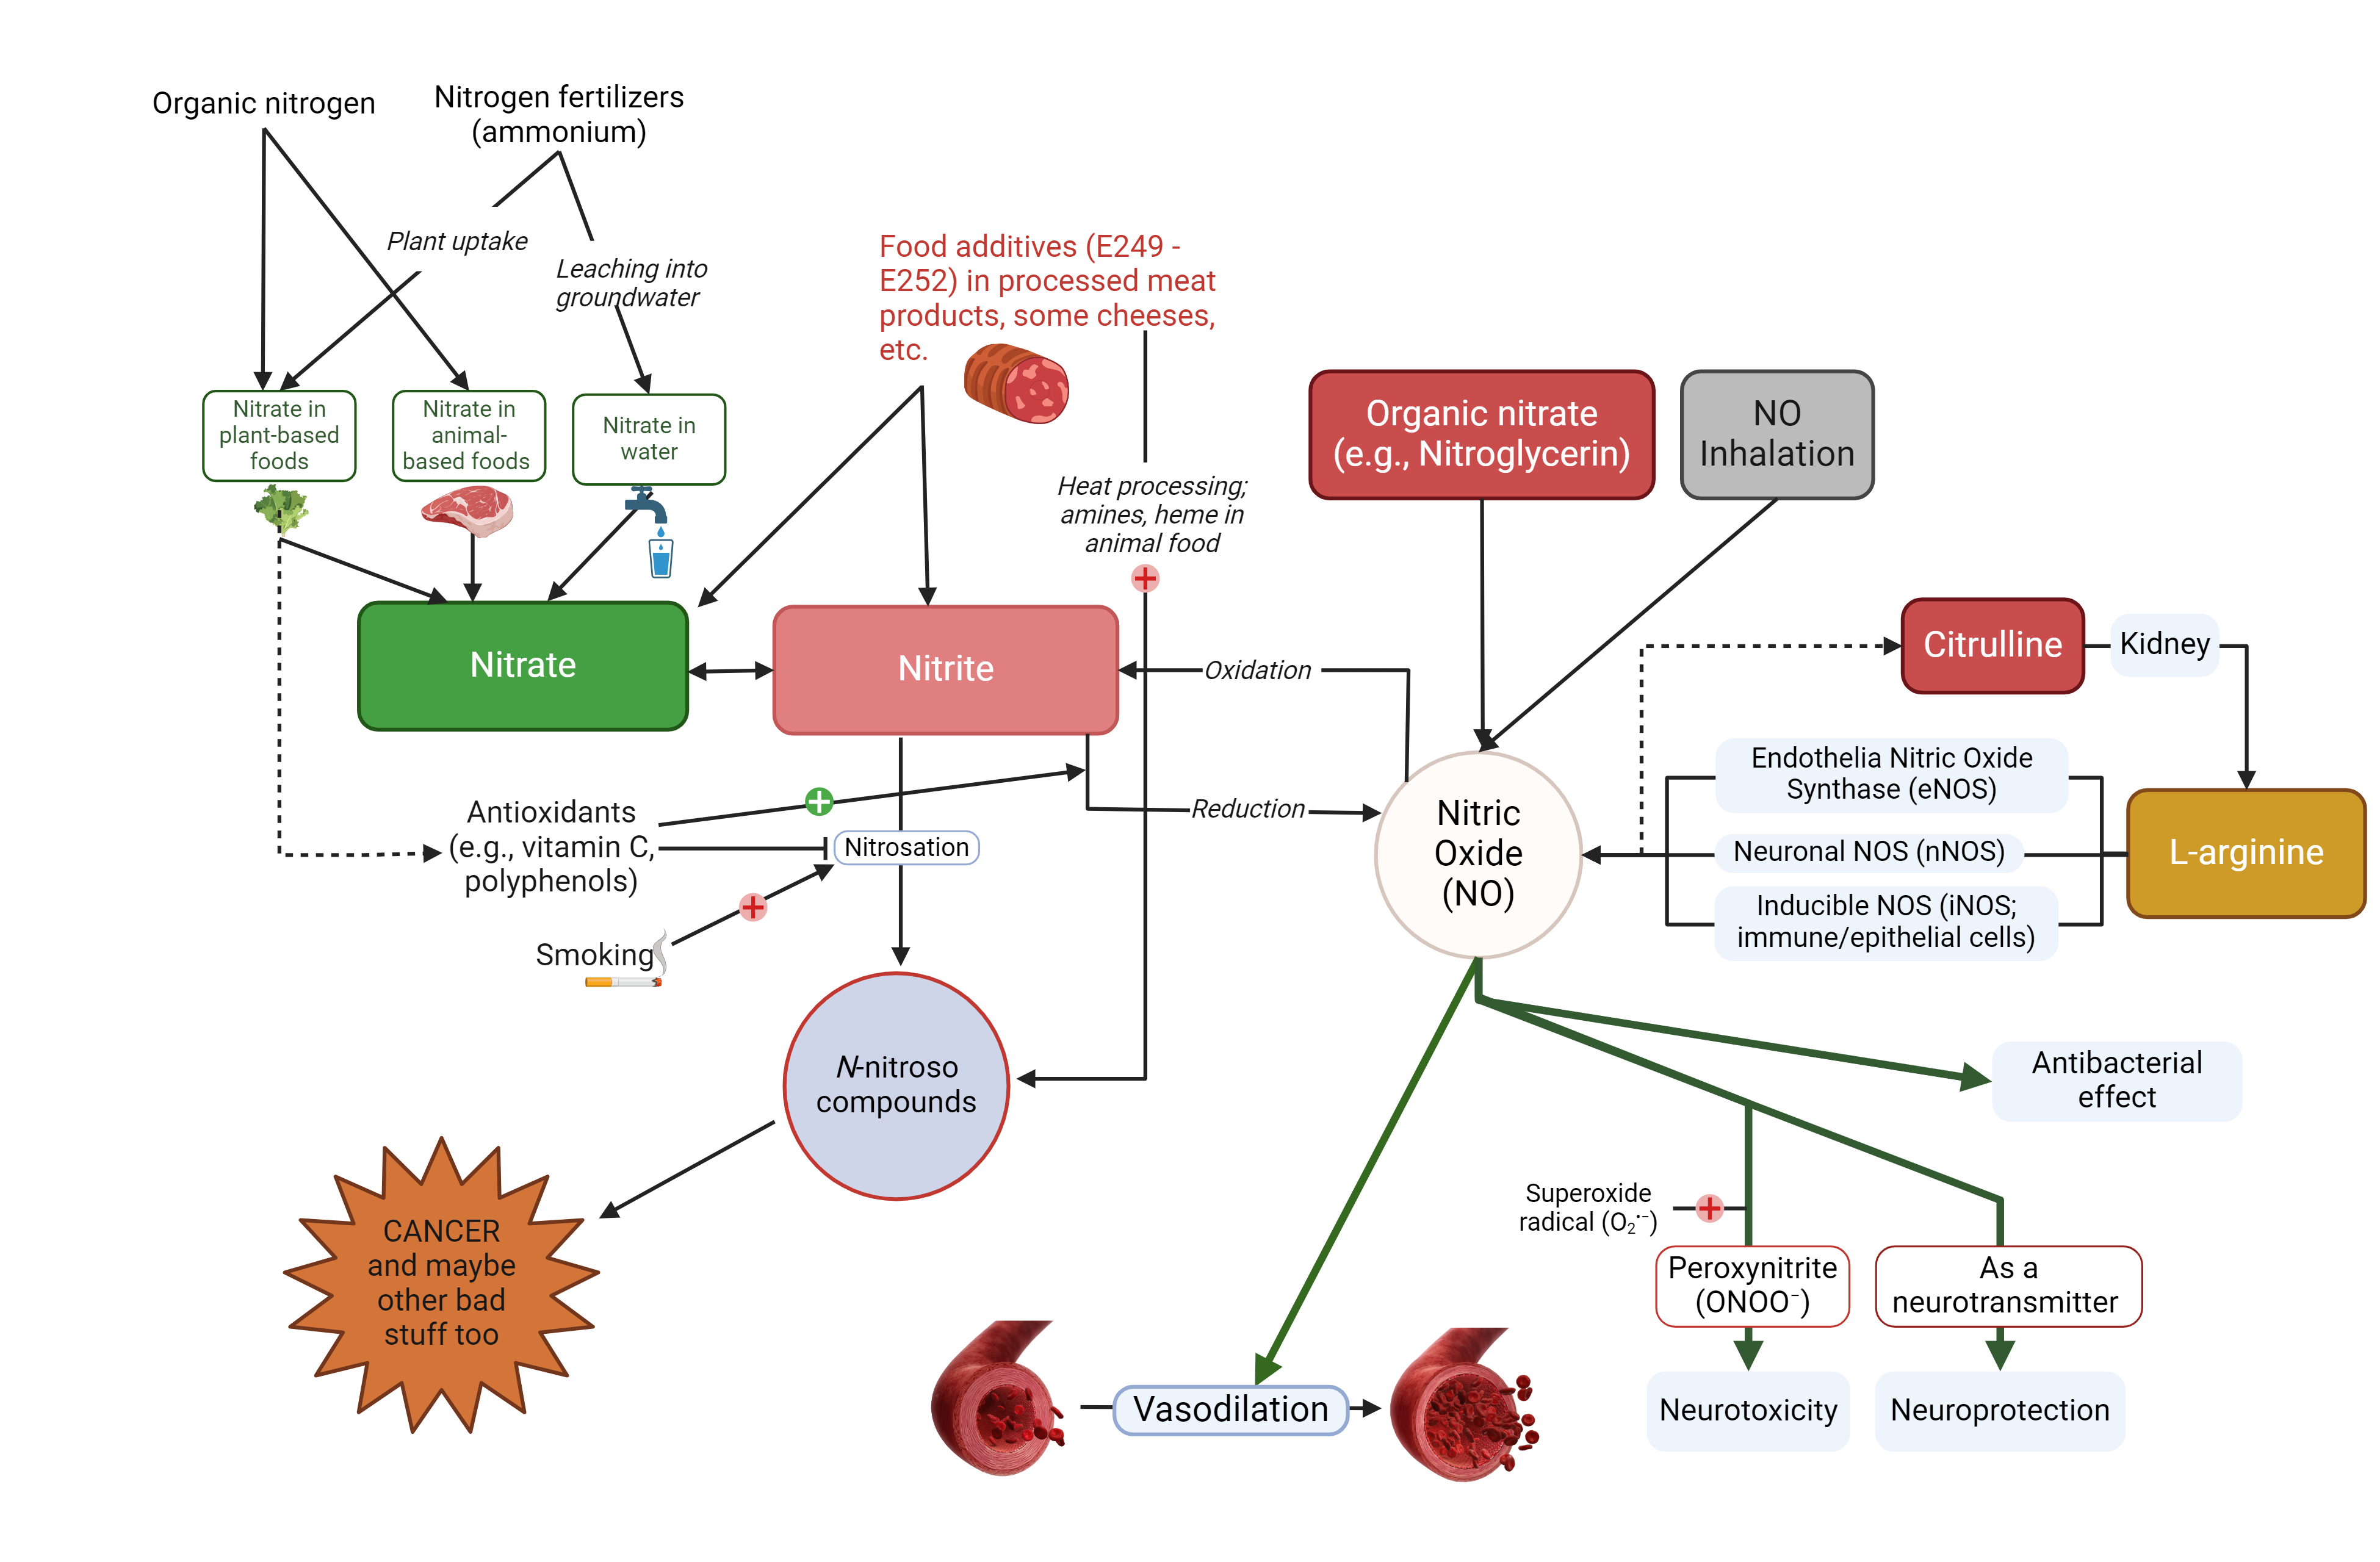 Organic nitrogen
Nitrogen fertilizers
(ammonium)
Plant uptake
Leaching into
groundwater
Food additives (E249 -
E252) in processed meat
products, some cheeses,
etc.
Nitrate in
plant-based
foods
Nitrate in
animal-
based foods
Nitrate in
water
Heat processing;
amines, heme in
animal food
Organic nitrate
(e.g., Nitroglycerin)
NO
Inhalation
Nitrate
Nitrite
Oxidation
Citrulline
Kidney
Endothelia Nitric Oxide
Synthase (eNOS)
Neuronal NOS (nNOS)
Inducible NOS (iNOS;
immune/epithelial cells)
L-arginine
Reduction
Nitric
Oxide
(NO)
Antioxidants
(e.g., vitamin C,
polyphenols)
Nitrosation
Smoking
N-nitroso
compounds
CANCER
and maybe
other bad
stuff too
Antibacterial
effect
Superoxide
radical (O₂˙⁻)
Peroxynitrite
(ONOO⁻)
As a
neurotransmitter
Vasodilation
Neurotoxicity
Neuroprotection